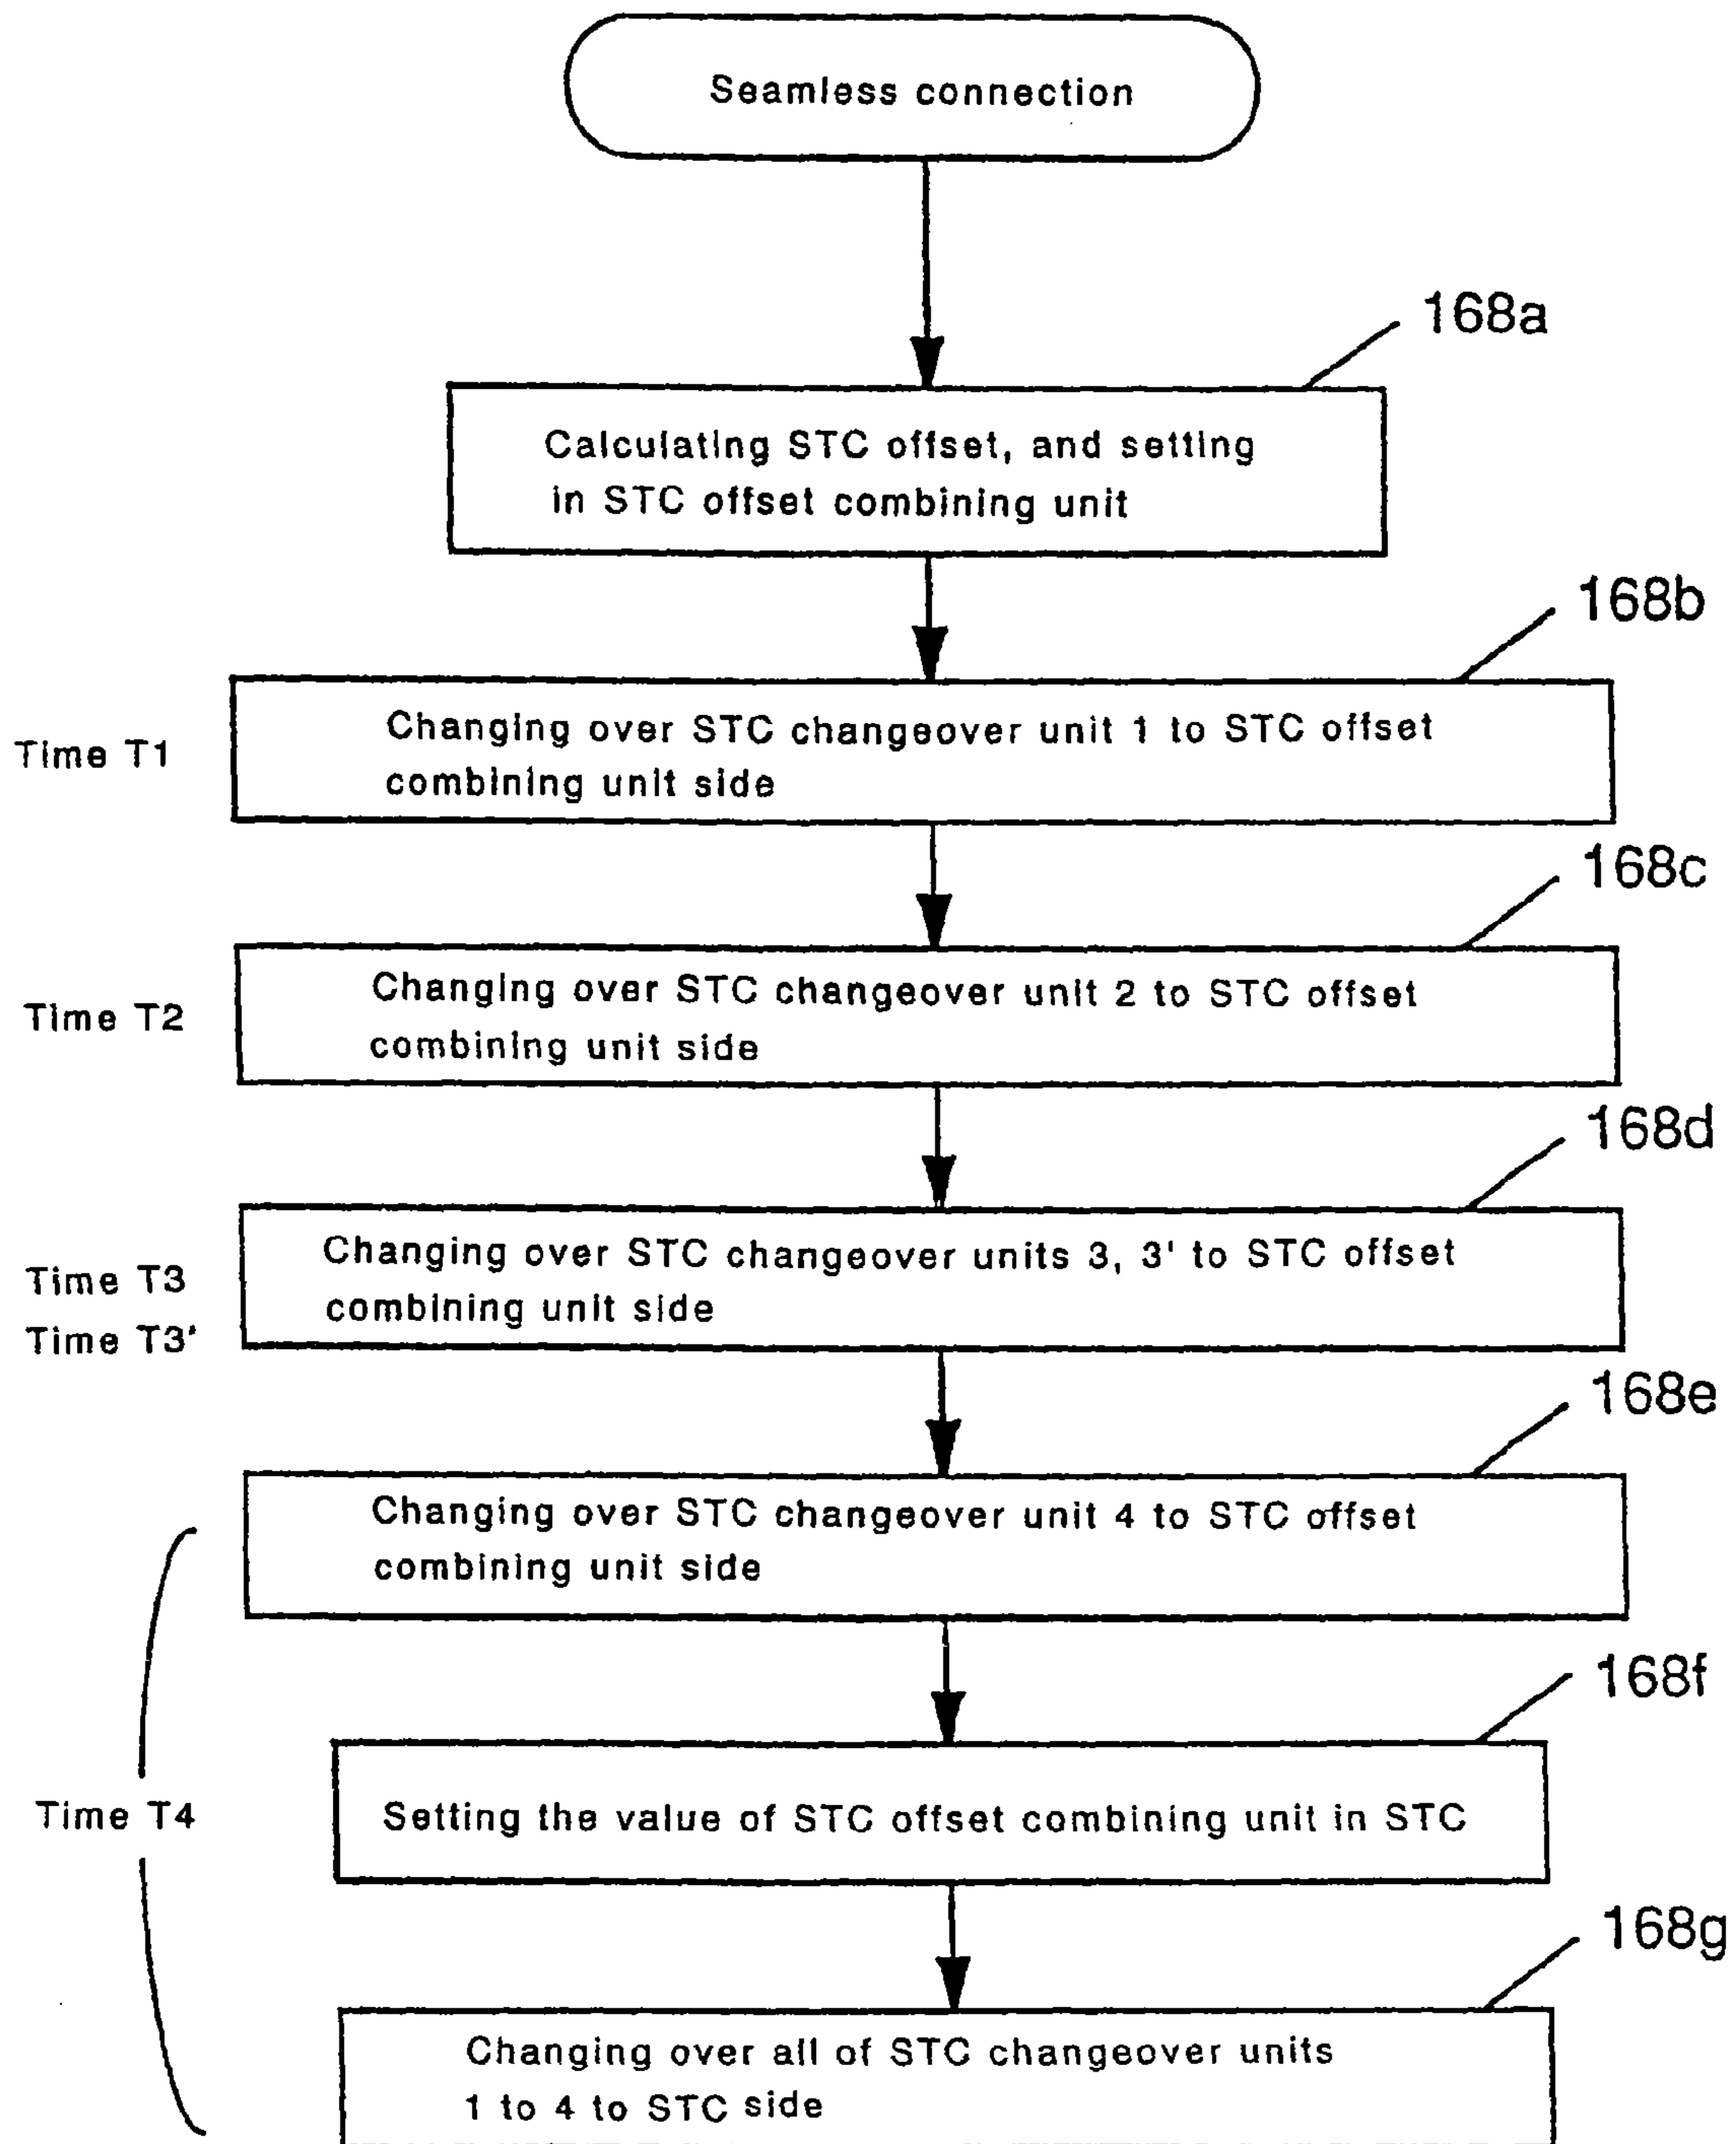 Seamless connection
168a
Calculating STC offset, and setting
in STC offset combining unit
168b
Time T1
Changing over STC changeover unit 1 to STC offset
combining unit side
168c
Time T2
Changing over STC changeover unit 2 to STC offset
combining unit side
168d
Time T3
Time T3'
Changing over STC changeover units 3, 3' to STC offset
combining unit side
168e
Changing over STC changeover unit 4 to STC offset
combining unit side
168f
Time T4
Setting the value of STC offset combining unit in STC
168g
Changing over all of STC changeover units
1 to 4 to STC side